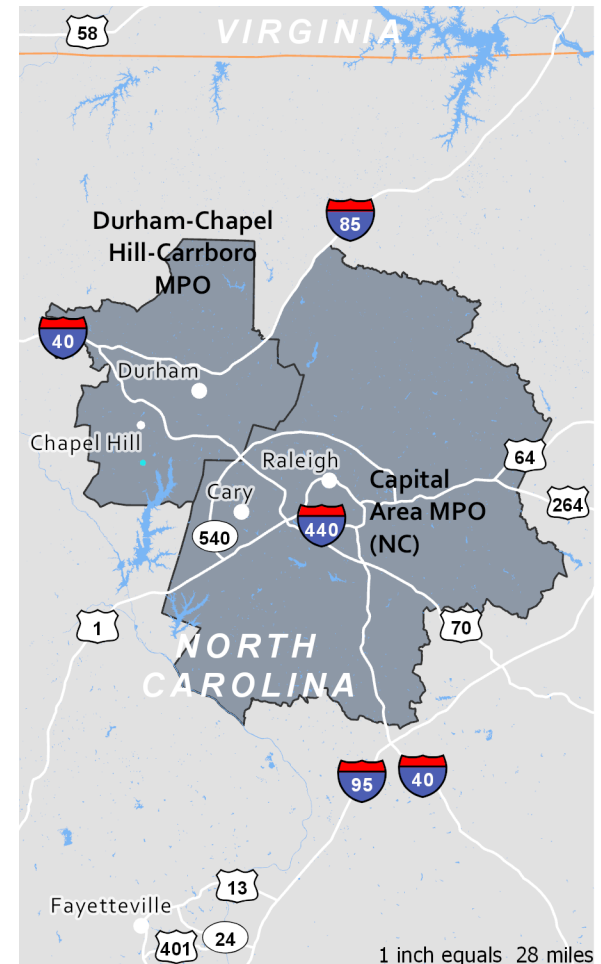 58
VIRGINIA
85
Durham-Chapel
Hill-Carrboro
MPO
40
Durham
Chapel Hill
64
Raleigh
Capital
Area MPO
(NC)
Cary
264
440
540
1
70
NORTH
CAROLINA
95
40
13
Fayetteville
24
401
1 inch equals 28 miles